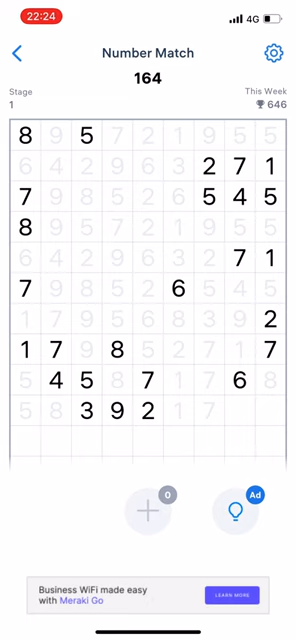 22:24
4G
Number Match
164
Stage
This Week
1
646
8 9 5 7 2 1 9 5 5
6 4 2 9 6 3 2 7 1
7 9 8 5 2 6 5 4 5
8 9 5 7 2 1 9 5 5
6 4 2 9 6 3 2 7 1
7 9 8 5 2 6 5 4 5
1 7 9 5 6 8 3 9 2
1 7 9 8 5 2 7 1 7
5 4 5 8 7 1 7 6 8
5 8 3 9 2 1 7
0
Ad
Business WiFi made easy
with Meraki Go
LEARN MORE